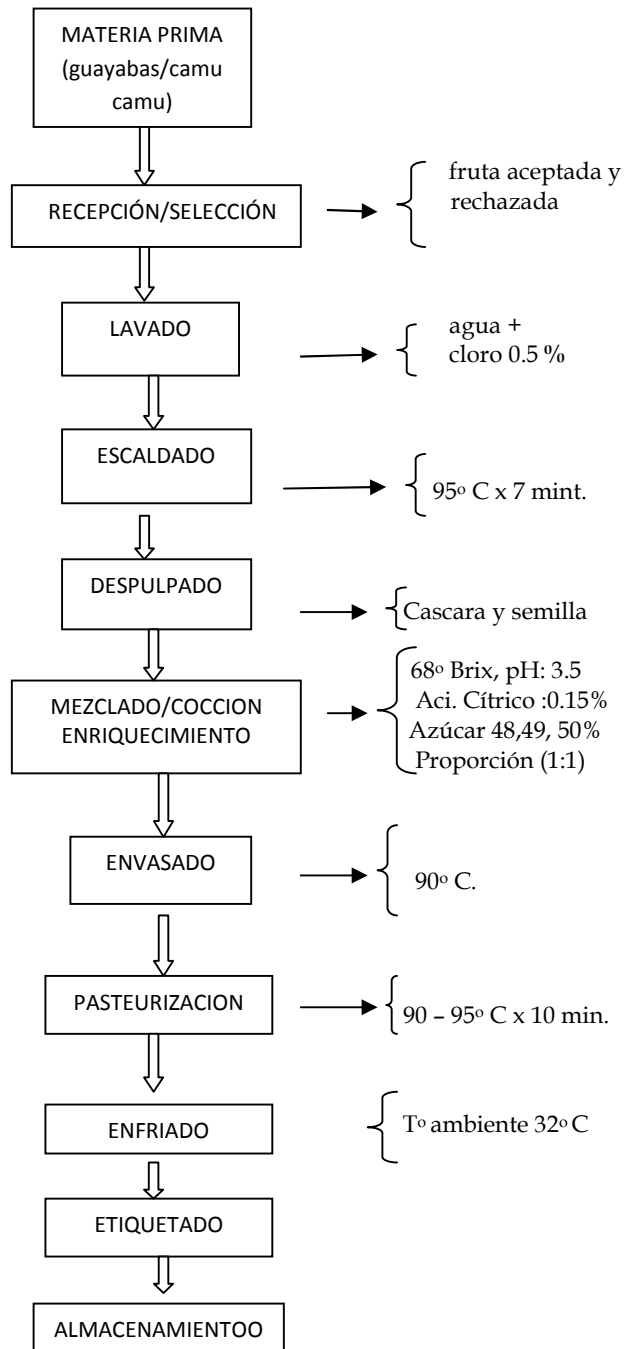 MATERIA PRIMA
(guayabas/camu
camu)
RECEPCIÓN/SELECCIÓN
fruta aceptada y
rechazada
LAVADO
agua +
cloro 0.5 %
ESCALDADO
95º C x 7 mint.
DESPULPADO
Cascara y semilla
MEZCLADO/COCCION
ENRIQUECIMIENTO
68º Brix, pH: 3.5
Aci. Cítrico :0.15%
Azúcar 48,49, 50%
Proporción (1:1)
ENVASADO
90º C.
PASTEURIZACION
90 – 95º C x 10 min.
ENFRIADO
Tº ambiente 32º C
ETIQUETADO
ALMACENAMIENTOO